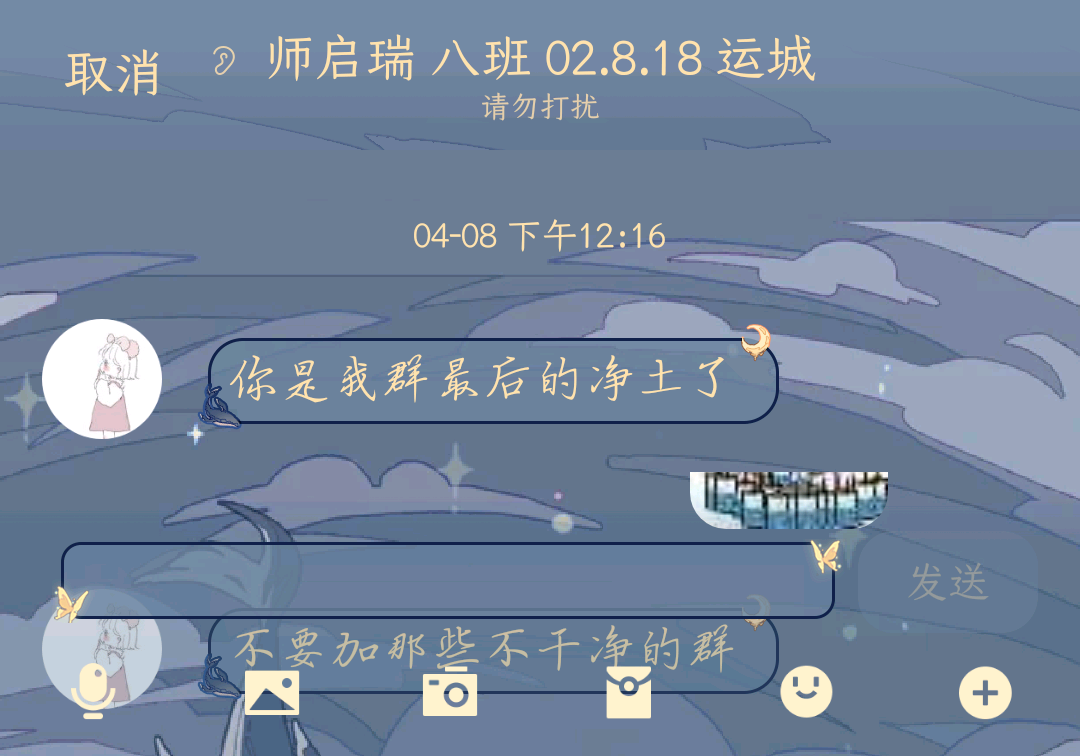 取消
师启瑞 八班 02.8.18 运城
请勿打扰
04-08 下午12:16
你是我群最后的净土了
发送
不要加那些不干净的群